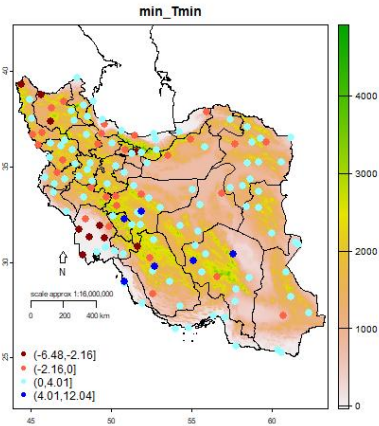 min_Tmin
40
35
30
25
N
scale approx 1:16,000,000
0 200 400 km
(-6.48,-2.16]
(-2.16,0]
(0,4.01]
(4.01,12.04]
45 50 55 60
4000
3000
2000
1000
0